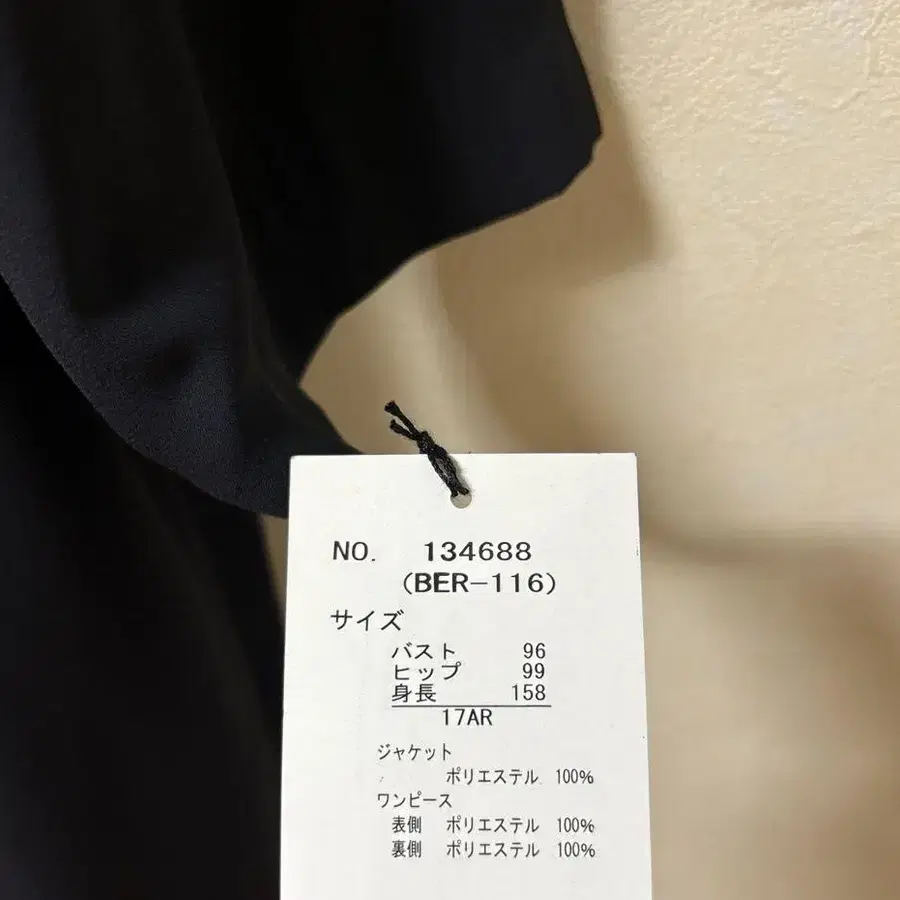 NO. 134688
(BER-116)
サイズ
バスト 96
ヒップ 99
身長 158
17AR
ジャケット
ポリエステル 100%
ワンピース
表側 ポリエステル 100%
裏側 ポリエステル 100%